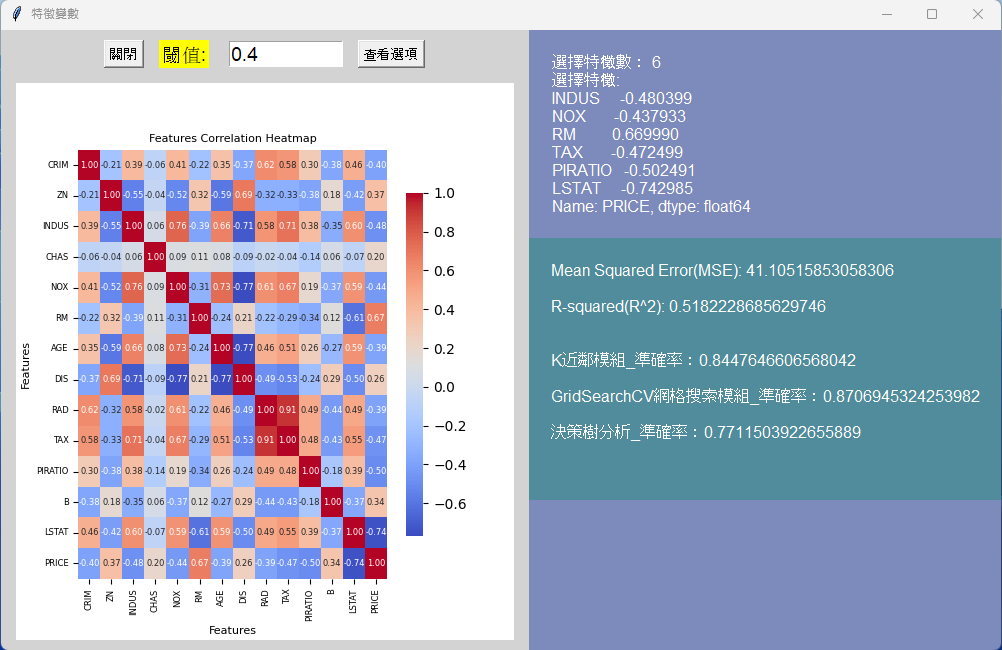 特徵變數
關閉 閾值: 0.4 查看選項
Features Correlation Heatmap
CRIM 1.00 -0.21 0.39 -0.06 0.41 -0.22 0.35 -0.37 0.62 0.58 0.30 -0.38 0.46 -0.40
ZN -0.21 1.00 -0.55 -0.04 -0.52 0.32 -0.59 0.69 -0.32 -0.33 -0.38 0.18 -0.42 0.37
INDUS 0.39 -0.55 1.00 0.06 0.76 -0.39 0.66 -0.71 0.58 0.71 0.38 -0.35 0.60 -0.48
CHAS -0.06 -0.04 0.06 1.00 0.09 0.11 0.08 -0.09 -0.02 -0.04 -0.14 0.06 -0.07 0.20
NOX 0.41 -0.52 0.76 0.09 1.00 -0.31 0.73 -0.77 0.61 0.67 0.19 -0.37 0.59 -0.44
RM -0.22 0.32 -0.39 0.11 -0.31 1.00 -0.24 0.21 -0.22 -0.29 -0.34 0.12 -0.61 0.67
AGE 0.35 -0.59 0.66 0.08 0.73 -0.24 1.00 -0.77 0.46 0.51 0.26 -0.27 0.59 -0.39
DIS -0.37 0.69 -0.71 -0.09 -0.77 0.21 -0.77 1.00 -0.49 -0.53 -0.24 0.29 -0.50 0.26
RAD 0.62 -0.32 0.58 -0.02 0.61 -0.22 0.46 -0.49 1.00 0.91 0.49 -0.44 0.49 -0.39
TAX 0.58 -0.33 0.71 -0.04 0.67 -0.29 0.51 -0.53 0.91 1.00 0.48 -0.43 0.55 -0.47
PIRATIO 0.30 -0.38 0.38 -0.14 0.19 -0.34 0.26 -0.24 0.49 0.48 1.00 -0.18 0.39 -0.50
B -0.38 0.18 -0.35 0.06 -0.37 0.12 -0.27 0.29 -0.44 -0.43 -0.18 1.00 -0.37 0.34
LSTAT 0.46 -0.42 0.60 -0.07 0.59 -0.61 0.59 -0.50 0.49 0.55 0.39 -0.37 1.00 -0.74
PRICE -0.40 0.37 -0.48 0.20 -0.44 0.67 -0.39 0.26 -0.39 -0.47 -0.50 0.34 -0.74 1.00
CRIM ZN INDUS CHAS NOX RM AGE DIS RAD TAX PIRATIO B LSTAT PRICE
Features
Features
1.0
0.8
0.6
0.4
0.2
0.0
−0.2
−0.4
−0.6
選擇特徵數： 6
選擇特徵:
INDUS -0.480399
NOX -0.437933
RM 0.669990
TAX -0.472499
PIRATIO -0.502491
LSTAT -0.742985
Name: PRICE, dtype: float64
Mean Squared Error(MSE): 41.10515853058306
R-squared(R^2): 0.5182228685629746
K近鄰模組_準確率：0.8447646606568042
GridSearchCV網格搜索模組_準確率：0.8706945324253982
決策樹分析_準確率：0.7711503922655889